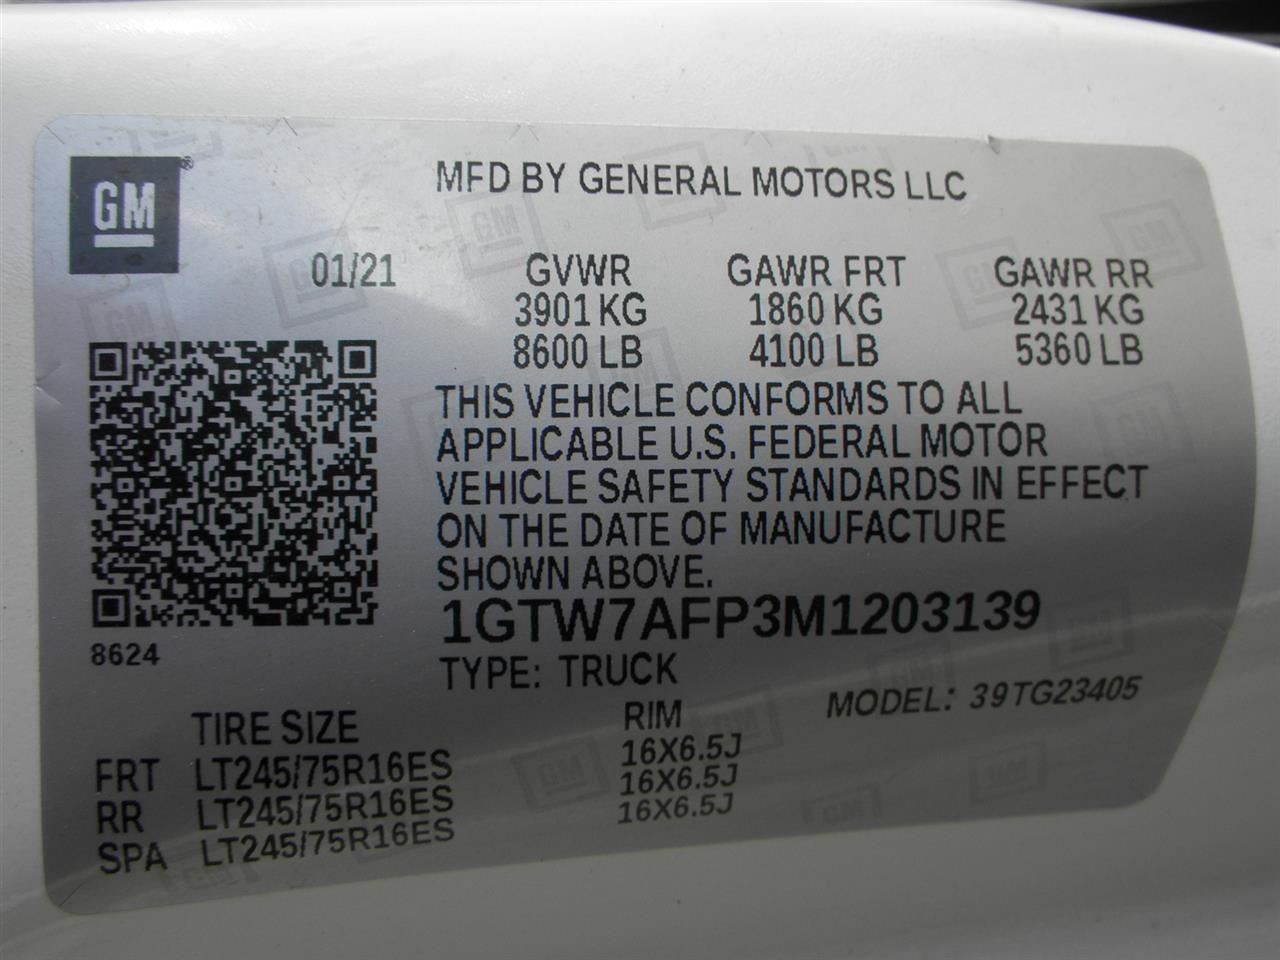 GM®
MFD BY GENERAL MOTORS LLC
01/21
GVWR GAWR FRT GAWR RR
3901 KG 1860 KG 2431 KG
8600 LB 4100 LB 5360 LB
THIS VEHICLE CONFORMS TO ALL
APPLICABLE U.S. FEDERAL MOTOR
VEHICLE SAFETY STANDARDS IN EFFECT
ON THE DATE OF MANUFACTURE
SHOWN ABOVE.
1GTW7AFP3M1203139
8624
TYPE: TRUCK
MODEL: 39TG23405
TIRE SIZE RIM
FRT LT245/75R16ES 16X6.5J
RR LT245/75R16ES 16X6.5J
SPA LT245/75R16ES 16X6.5J